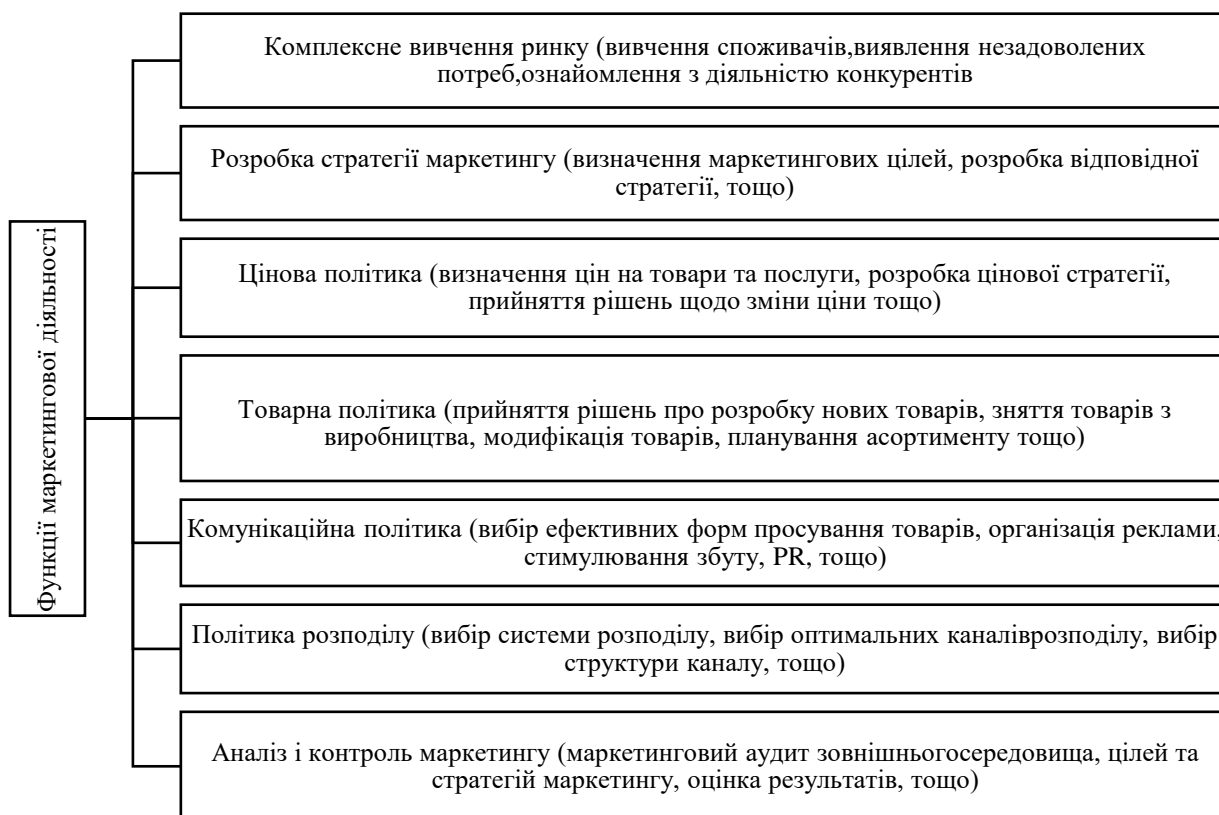 Функції маркетингової діяльності
Комплексне вивчення ринку (вивчення споживачів,виявлення незадоволених
потреб,ознайомлення з діяльністю конкурентів
Розробка стратегії маркетингу (визначення маркетингових цілей, розробка відповідної
стратегії, тощо)
Цінова політика (визначення цін на товари та послуги, розробка цінової стратегії,
прийняття рішень щодо зміни ціни тощо)
Товарна політика (прийняття рішень про розробку нових товарів, зняття товарів з
виробництва, модифікація товарів, планування асортименту тощо)
Комунікаційна політика (вибір ефективних форм просування товарів, організація реклами,
стимулювання збуту, PR, тощо)
Політика розподілу (вибір системи розподілу, вибір оптимальних каналіврозподілу, вибір
структури каналу, тощо)
Аналіз і контроль маркетингу (маркетинговий аудит зовнішньогосередовища, цілей та
стратегій маркетингу, оцінка результатів, тощо)